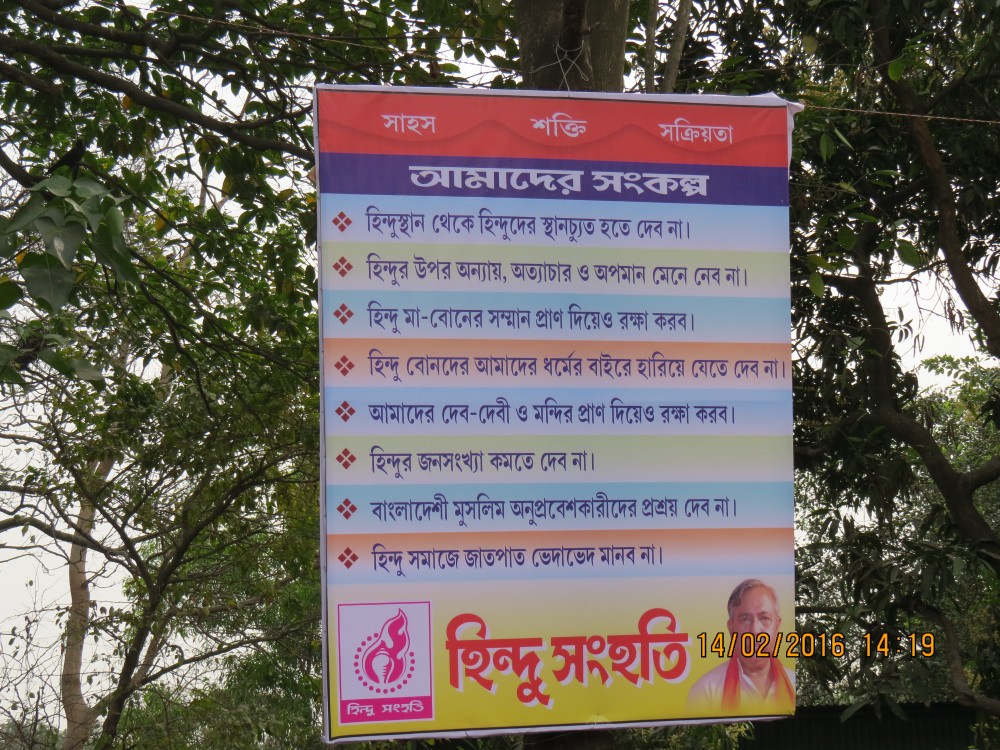 সাহস শক্তি সক্রিয়তা
আমাদের সংকল্প
❖ হিন্দুস্থান থেকে হিন্দুদের স্থানচ্যুত হতে দেব না।
❖ হিন্দুর উপর অন্যায়, অত্যাচার ও অপমান মেনে নেব না।
❖ হিন্দু মা-বোনের সম্মান প্রাণ দিয়েও রক্ষা করব।
❖ হিন্দু বোনদের আমাদের ধর্মের বাইরে হারিয়ে যেতে দেব না।
❖ আমাদের দেব-দেবী ও মন্দির প্রাণ দিয়েও রক্ষা করব।
❖ হিন্দুর জনসংখ্যা কমতে দেব না।
❖ বাংলাদেশী মুসলিম অনুপ্রবেশকারীদের প্রশ্রয় দেব না।
❖ হিন্দু সমাজে জাতপাত ভেদাভেদ মানব না।
হিন্দু সংহতি
হিন্দু সংহতি
14/02/2016 14:19